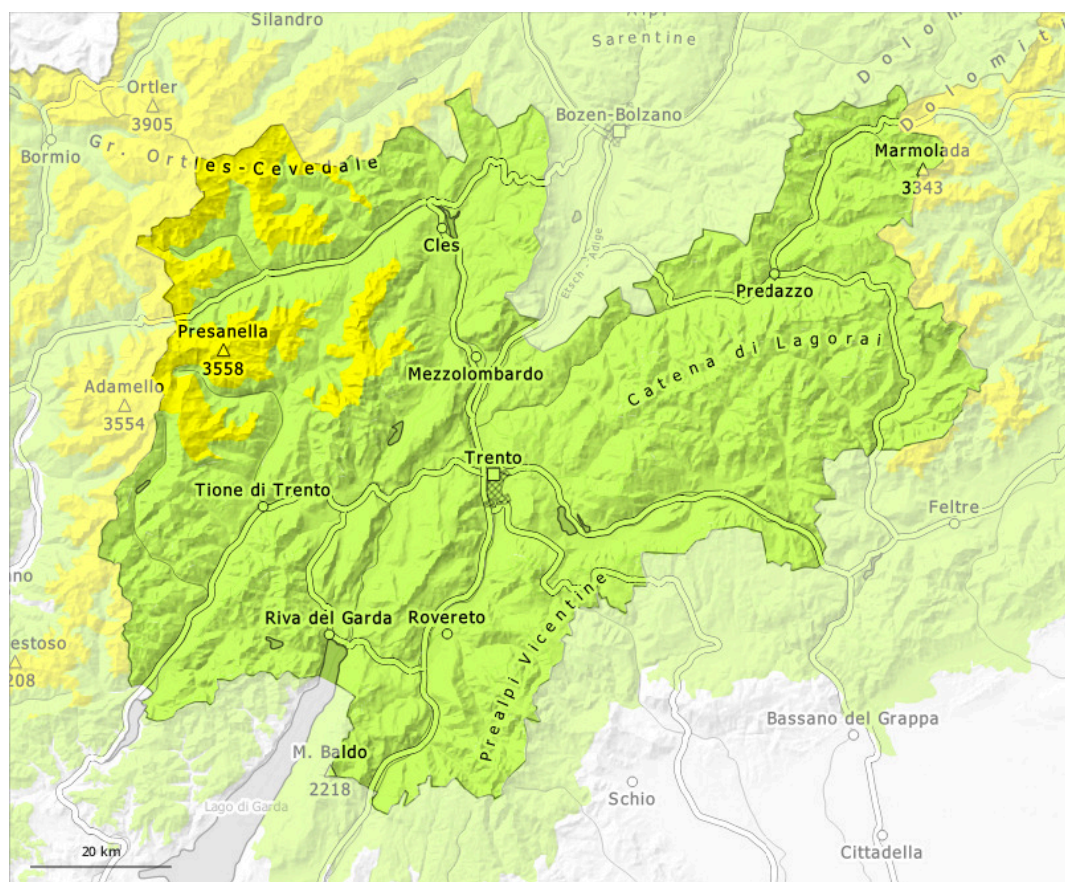 Silandro
Alpi
Sarentine
Ortler
3905
Bozen-Bolzano
Bormio
Gr. Ortles-Cevedale
Dolomiti
Marmolada
3343
Cles
Etsch - Adige
Predazzo
Presanella
3558
Catena di Lagorai
Mezzolombardo
Adamello
3554
Trento
Tione di Trento
Feltre
Riva del Garda
Rovereto
208
Prealpi Vicentine
Bassano del Grappa
M. Baldo
2218
Schio
Lago di Garda
20 km
Cittadella